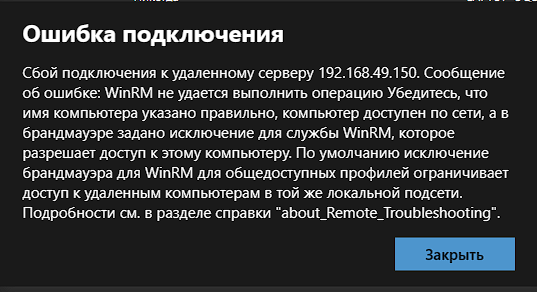 Ошибка подключения
Сбой подключения к удаленному серверу 192.168.49.150. Сообщение
об ошибке: WinRM не удается выполнить операцию Убедитесь, что
имя компьютера указано правильно, компьютер доступен по сети, а в
брандмауэре задано исключение для службы WinRM, которое
разрешает доступ к этому компьютеру. По умолчанию исключение
брандмауэра для WinRM для общедоступных профилей ограничивает
доступ к удаленным компьютерам в той же локальной подсети.
Подробности см. в разделе справки "about_Remote_Troubleshooting".
Закрыть